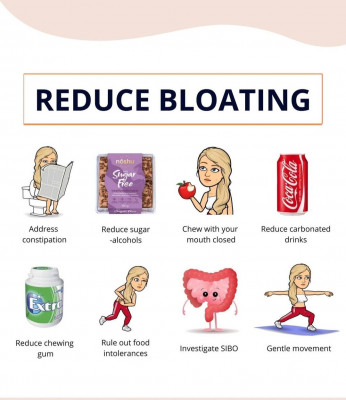 REDUCE BLOATING
nōshu
Sugar
Free
Coca-Cola
Address
constipation
Reduce sugar
-alcohols
Chew with your
mouth closed
Reduce carbonated
drinks
Extra
Reduce chewing
gum
Rule out food
intolerances
Investigate SIBO
Gentle movement